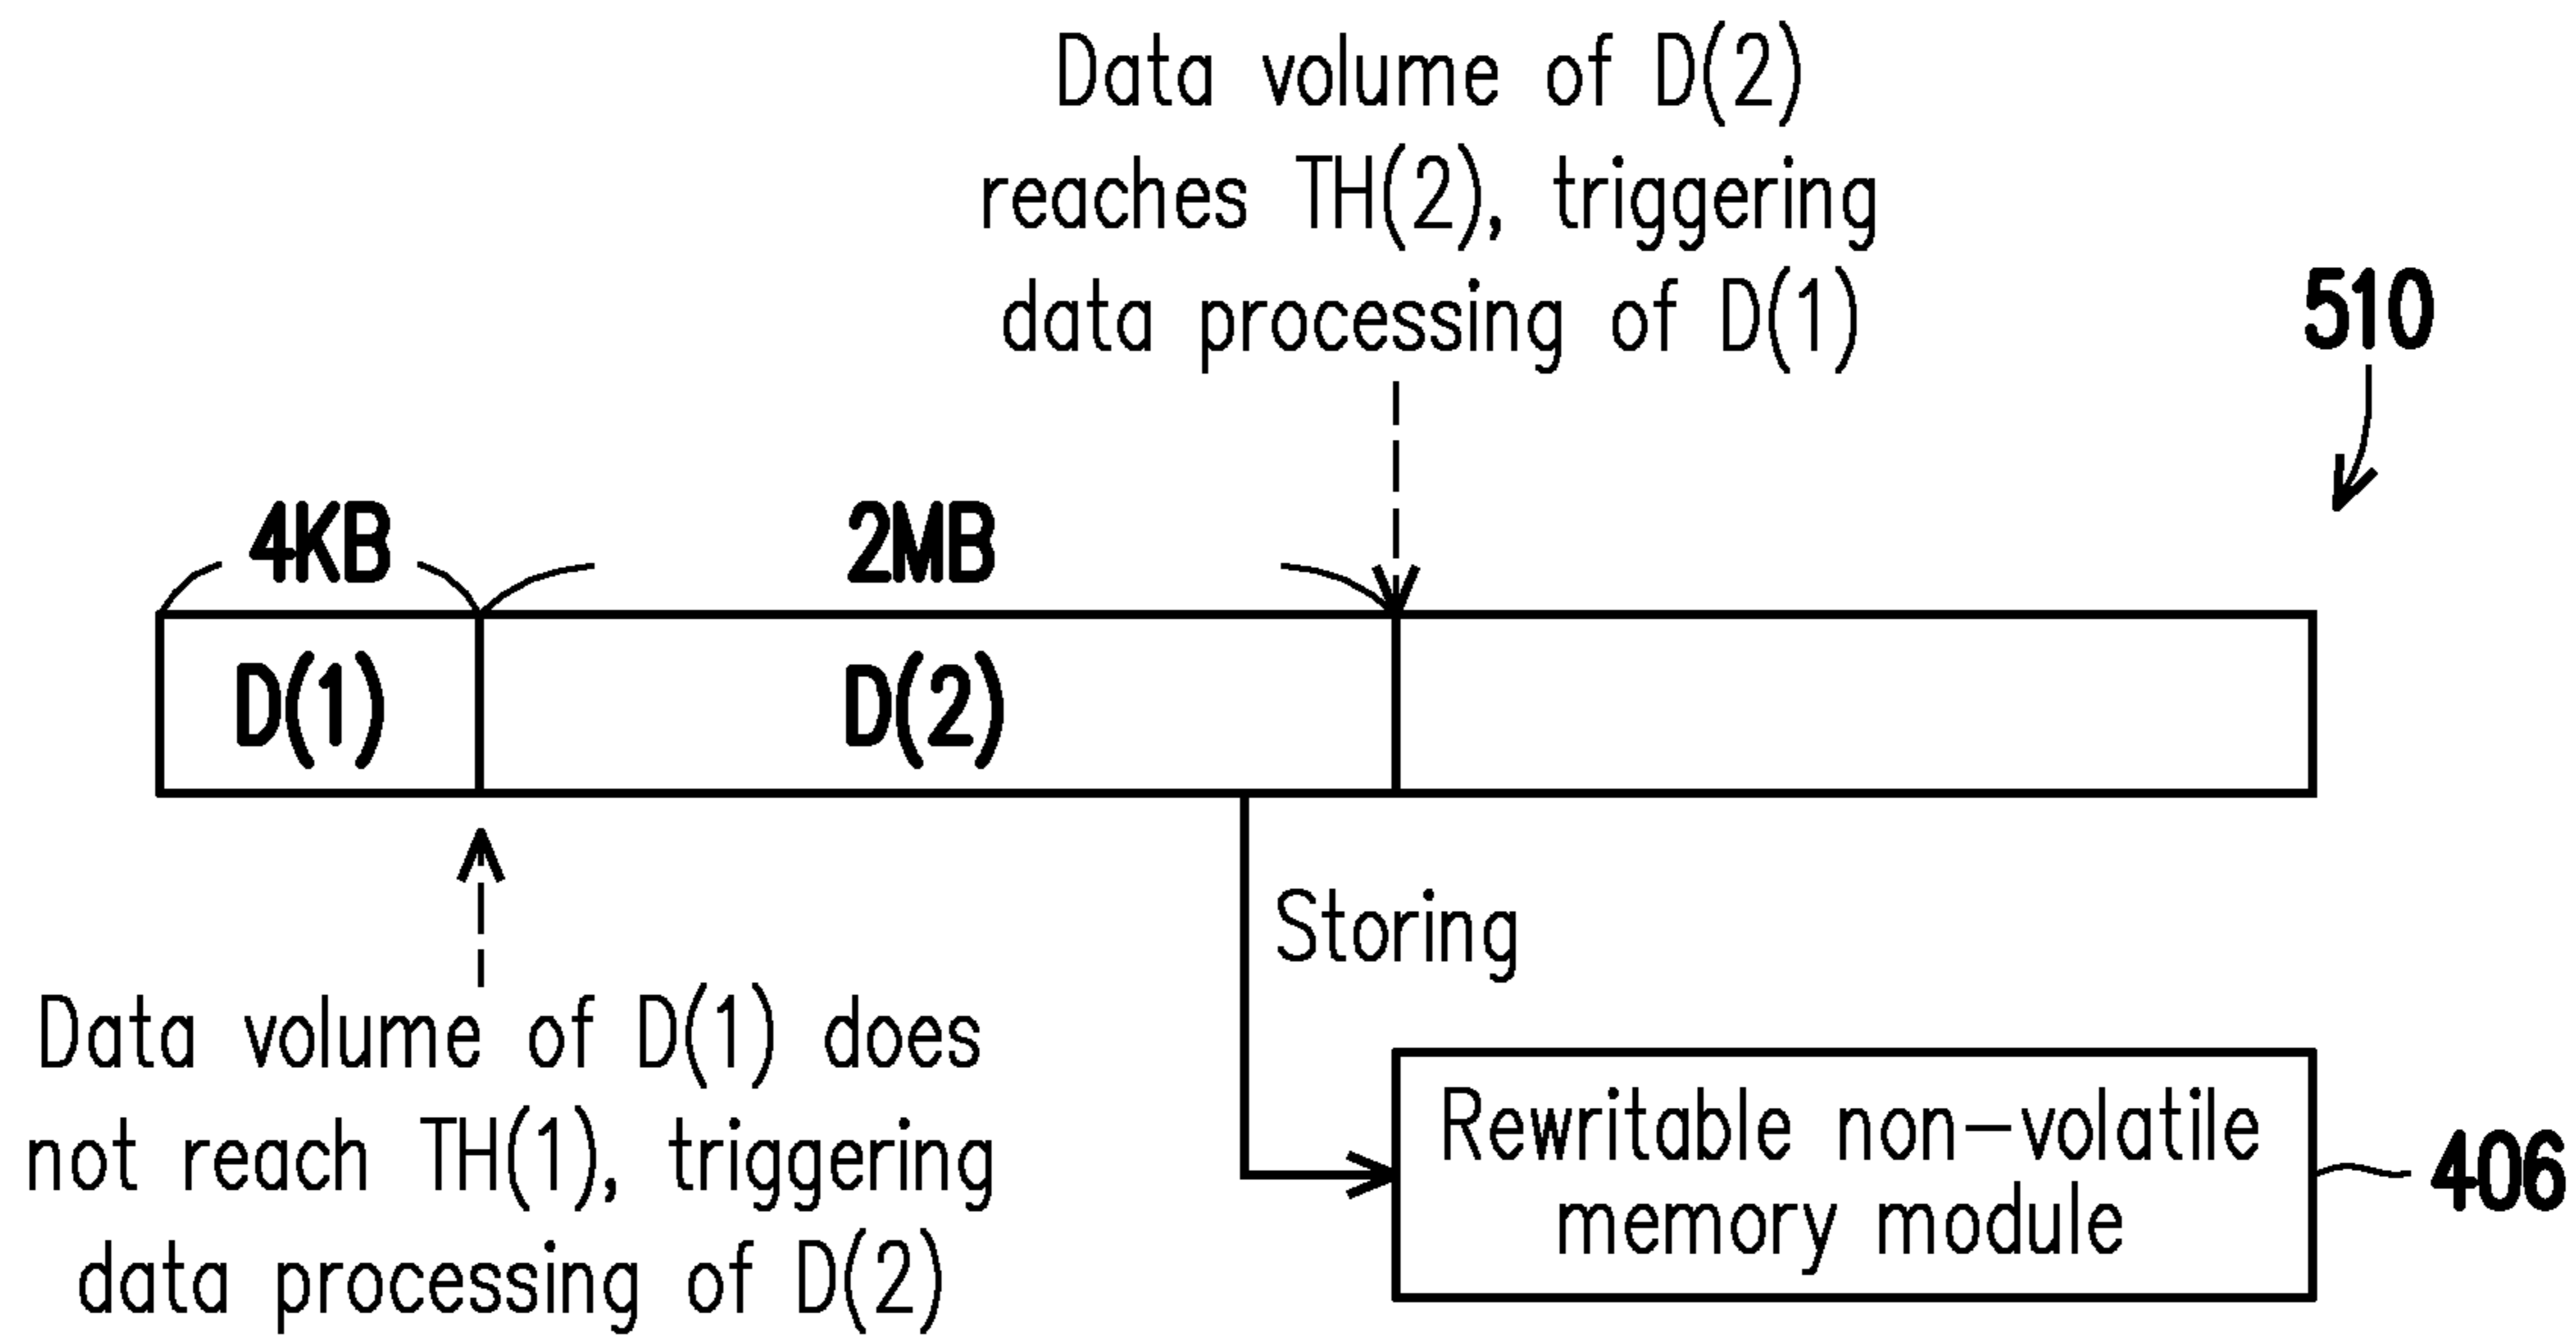 Data volume of D(2)
reaches TH(2), triggering
data processing of D(1)
510
4KB
2MB
D(1)
D(2)
Storing
Data volume of D(1) does
not reach TH(1), triggering
data processing of D(2)
Rewritable non-volatile
memory module
406